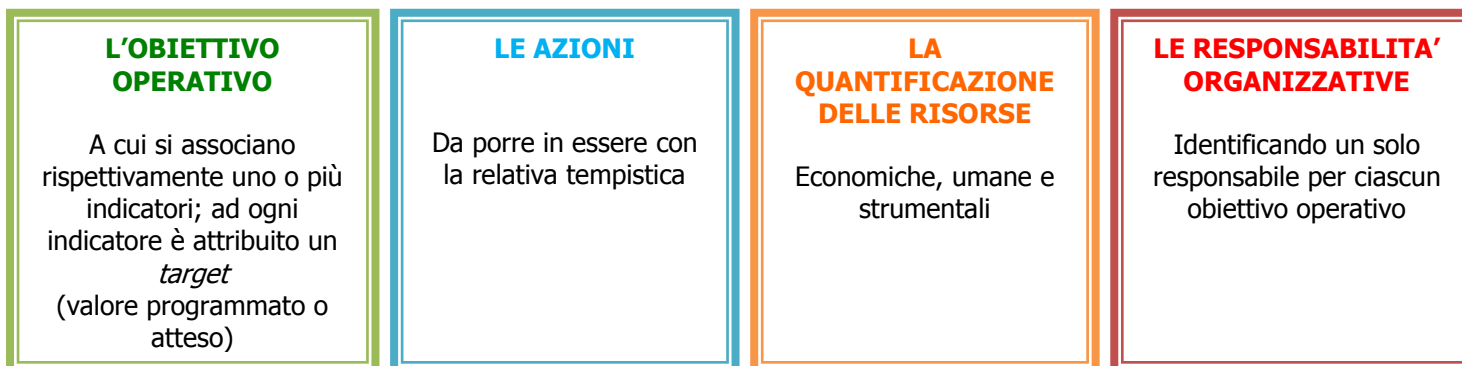 L'OBIETTIVO
OPERATIVO
A cui si associano
rispettivamente uno o più
indicatori; ad ogni
indicatore è attribuito un
target
(valore programmato o
atteso)
LE AZIONI
Da porre in essere con
la relativa tempistica
LA
QUANTIFICAZIONE
DELLE RISORSE
Economiche, umane e
strumentali
LE RESPONSABILITA'
ORGANIZZATIVE
Identificando un solo
responsabile per ciascun
obiettivo operativo